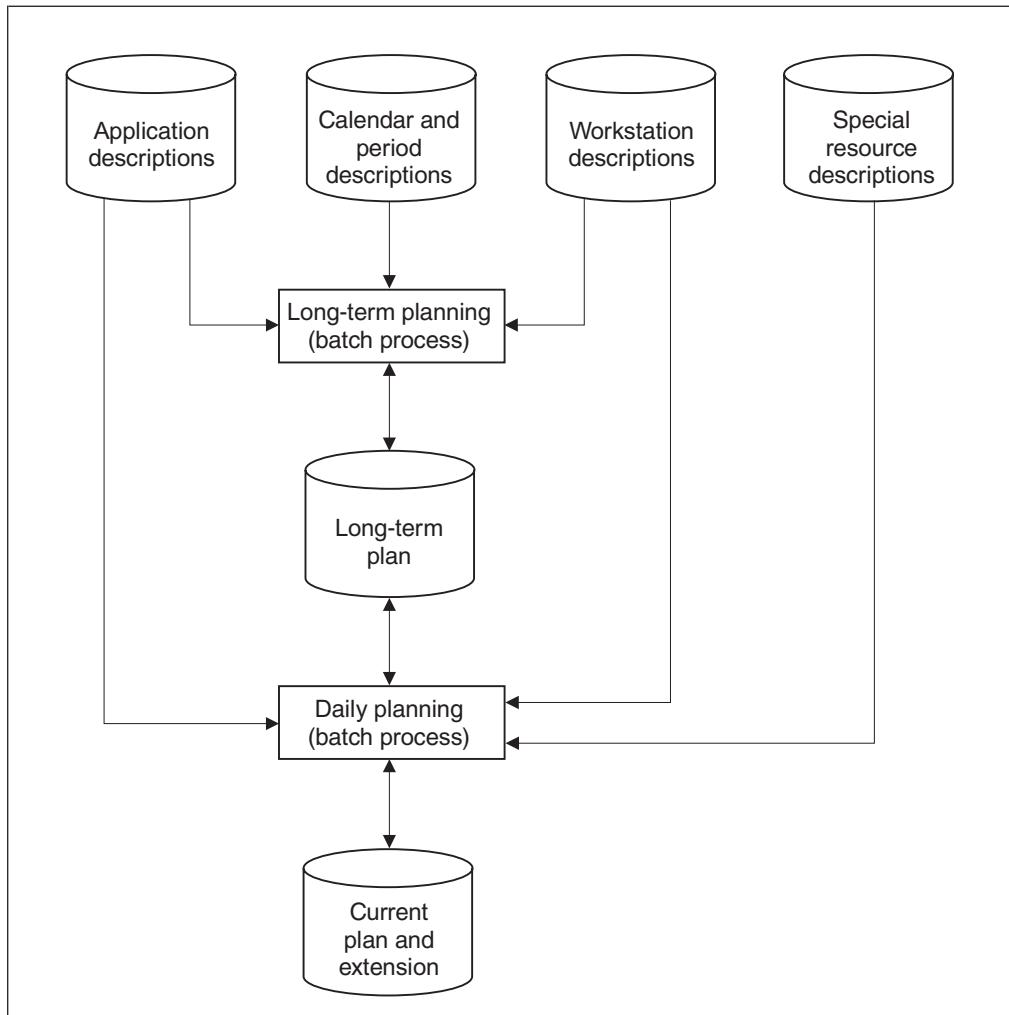 Application
descriptions
Calendar and
period
descriptions
Workstation
descriptions
Special
resource
descriptions
Long-term planning
(batch process)
Long-term
plan
Daily planning
(batch process)
Current
plan and
extension